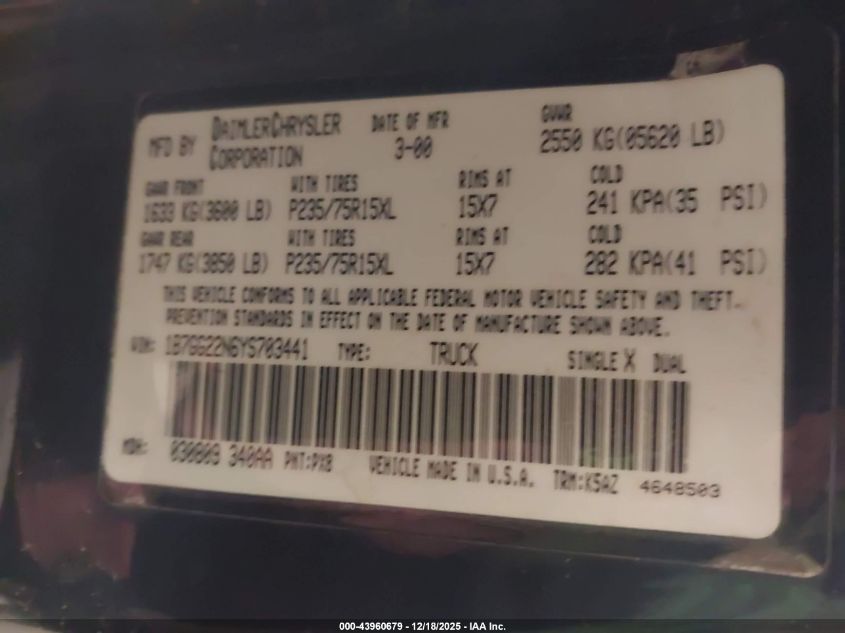 MFD BY DAIMLERCHRYSLER CORPORATION DATE OF MFR 3-00 GVWR 2550 KG(05620 LB)
GAWR FRONT WITH TIRES RIMS AT COLD
1633 KG(3600 LB) P235/75R15XL 15X7 241 KPA(35 PSI)
GAWR REAR WITH TIRES RIMS AT COLD
1747 KG(3850 LB) P235/75R15XL 15X7 282 KPA(41 PSI)
THIS VEHICLE CONFORMS TO ALL APPLICABLE FEDERAL MOTOR VEHICLE SAFETY AND THEFT
PREVENTION STANDARDS IN EFFECT ON THE DATE OF MANUFACTURE SHOWN ABOVE.
VIN: 1B7GG22N6YS703441 TYPE: TRUCK SINGLE X DUAL
MDH: 030809 340AA PNT:PX8 VEHICLE MADE IN U.S.A. TRM:K5AZ 4648503
000-43960679 - 12/18/2025 - IAA Inc.